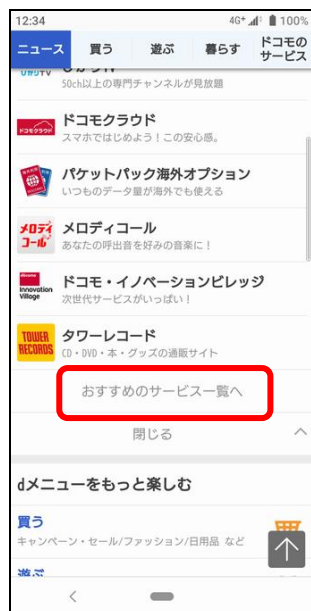 12:34 4G+ 100%
ニュース 買う 遊ぶ 暮らす ドコモの
サービス
50ch以上の専門チャンネルが見放題
ドコモクラウド
ドコモクラウド
スマホではじめよう！この安心感。
パケットパック海外オプション
いつものデータ量が海外でも使える
メロディ
コール
メロディコール
あなたの呼出音を好みの音楽に！
docomo
Innovation
Village
ドコモ・イノベーションビレッジ
次世代サービスがいっぱい！
TOWER
RECORDS
タワーレコード
CD・DVD・本・グッズの通販サイト
おすすめのサービス一覧へ
閉じる
dメニューをもっと楽しむ
買う
キャンペーン・セール/ファッション/日用品 など
遊ぶ